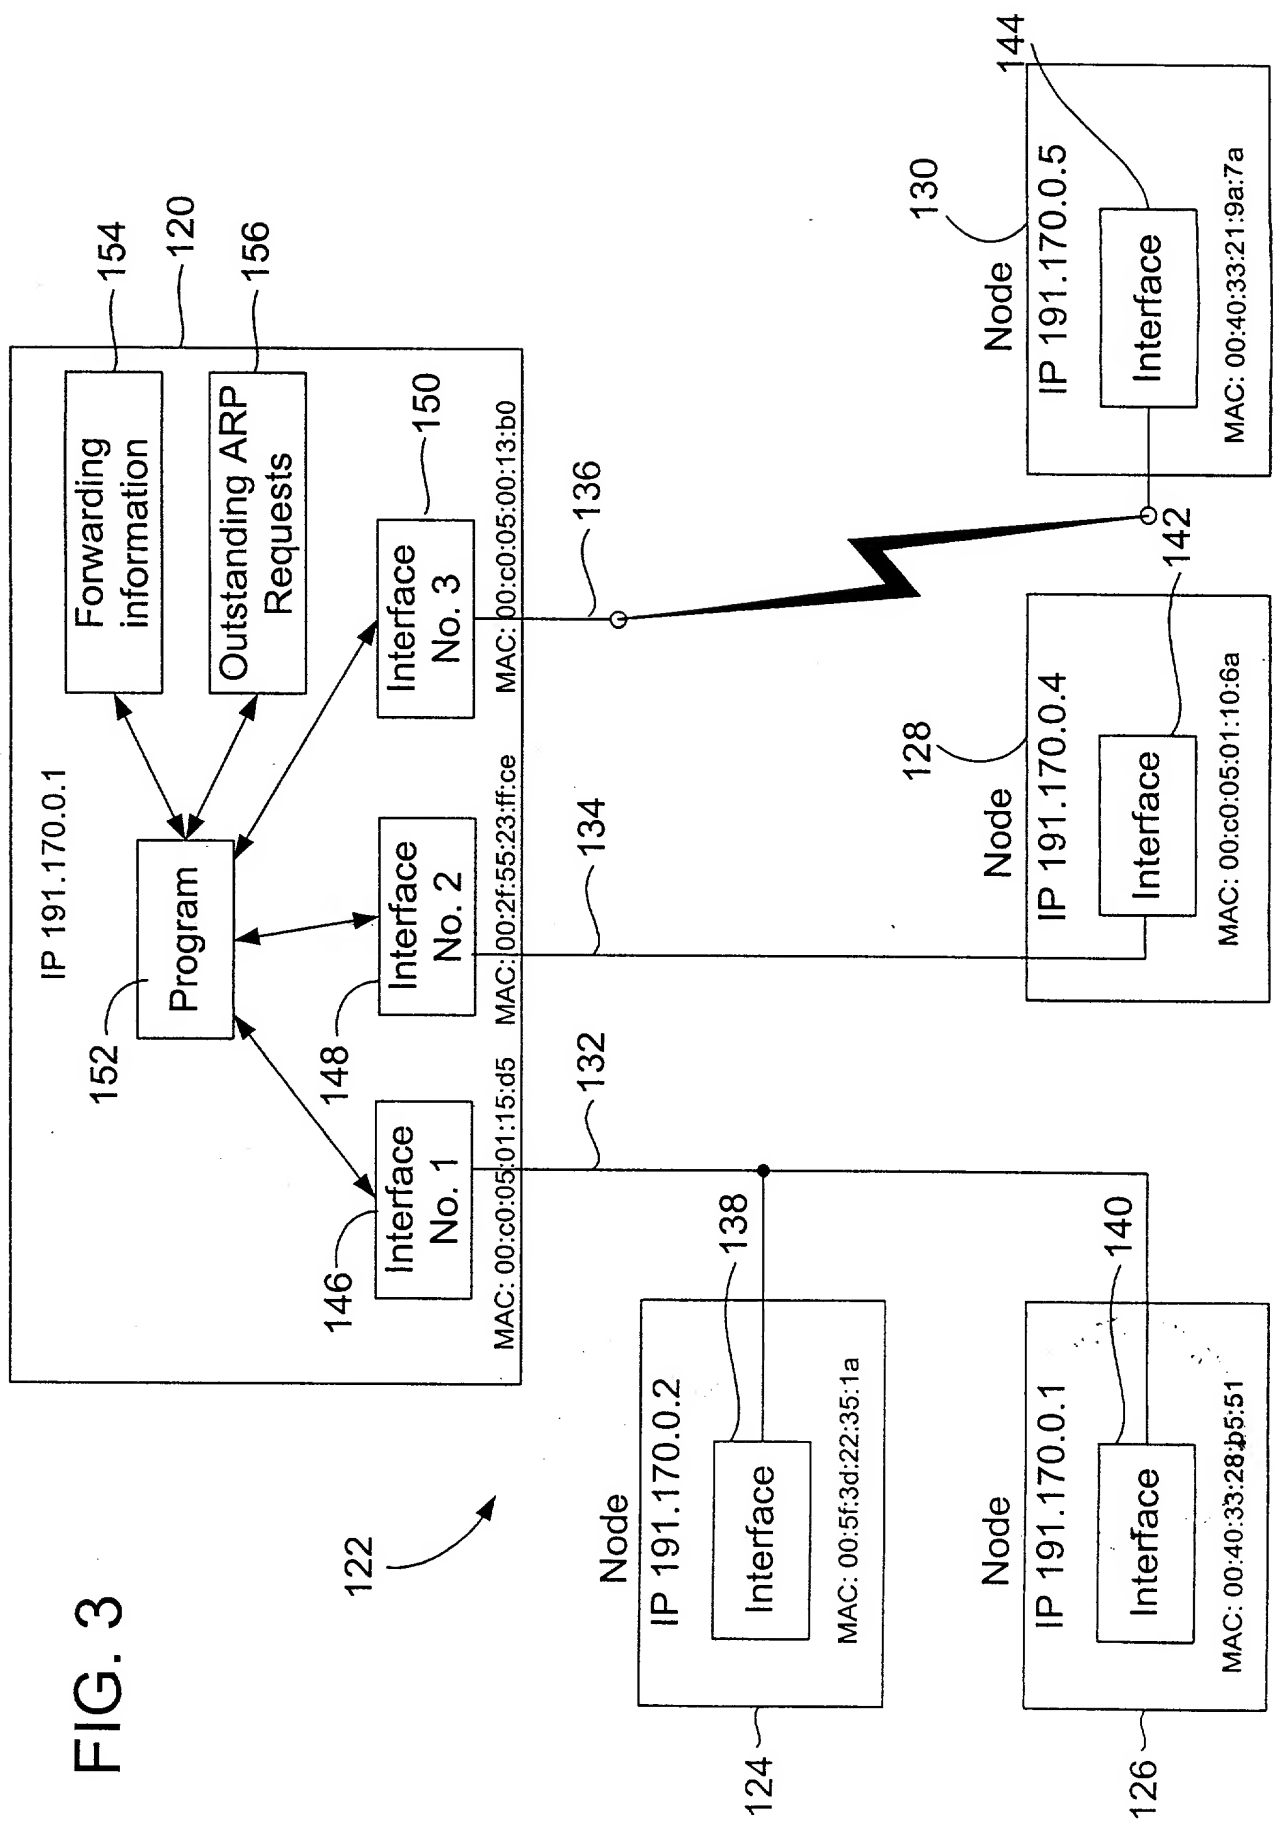 FIG. 3
122
120
IP 191.170.0.1
152
Program
154
Forwarding
information
156
Outstanding ARP
Requests
146
Interface
No. 1
MAC: 00:c0:05:01:15:d5
148
Interface
No. 2
MAC: 00:2f:55:23:ff:ce
150
Interface
No. 3
MAC: 00:c0:05:00:13:b0
132
134
136
124
Node
IP 191.170.0.2
138
Interface
MAC: 00:5f:3d:22:35:1a
126
Node
IP 191.170.0.1
140
Interface
MAC: 00:40:33:28:b5:51
128
Node
IP 191.170.0.4
142
Interface
MAC: 00:c0:05:01:10:6a
130
Node
IP 191.170.0.5
144
Interface
MAC: 00:40:33:21:9a:7a